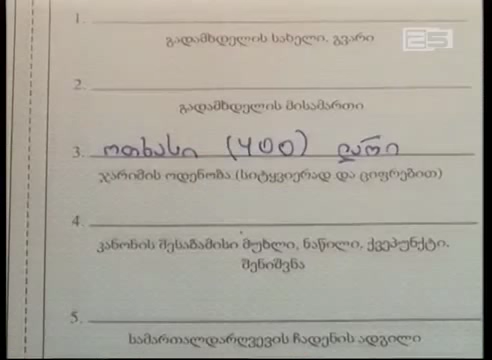 25
1.
გადამხდელის სახელი, გვარი
2.
გადამხდელის მისამართი
3. ოთხასი (400) ლარი
ჯარიმის ოდენობა (სიტყვიერად და ციფრებით)
4.
კანონის შესაბამისი მუხლი, ნაწილი, ქვეპუნქტი,
შენიშვნა
5.
სამართალდარღვევის ჩადენის ადგილი